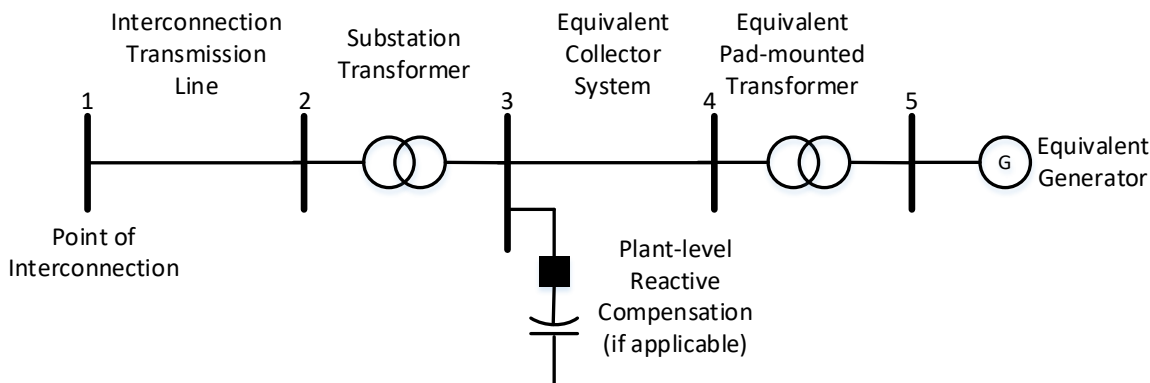 Interconnection
Transmission
Line
Substation
Transformer
Equivalent
Collector
System
Equivalent
Pad-mounted
Transformer
1
2
3
4
5
G
Equivalent
Generator
Point of
Interconnection
Plant-level
Reactive
Compensation
(if applicable)